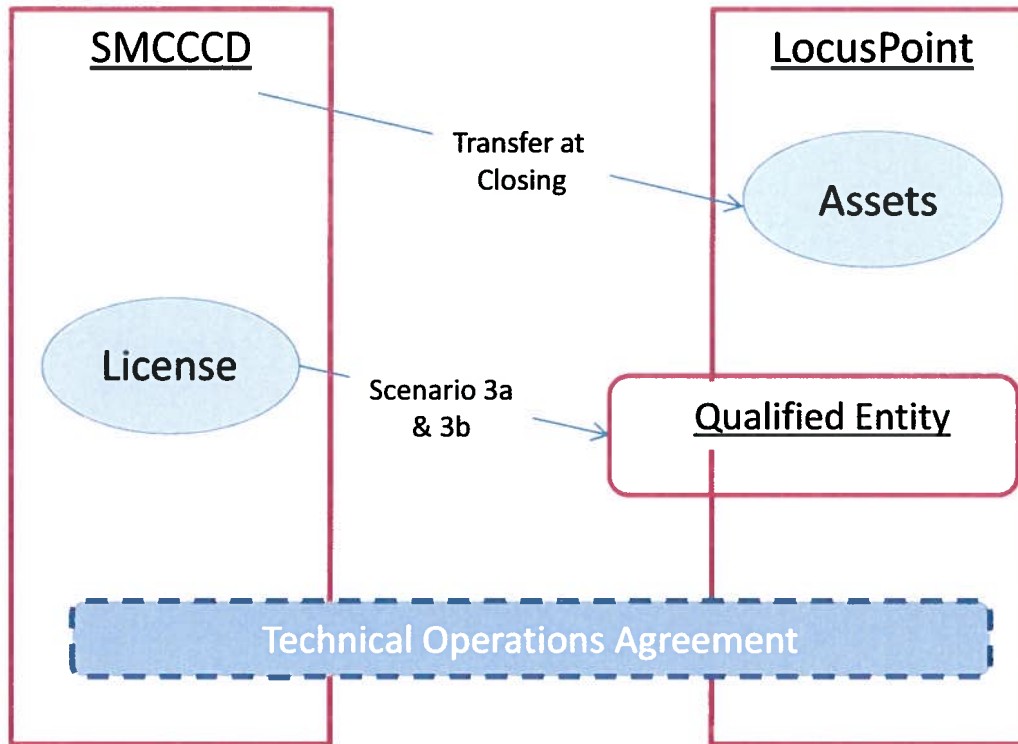 SMCCCD
LocusPoint
Transfer at
Closing
Assets
License
Scenario 3a
& 3b
Qualified Entity
Technical Operations Agreement